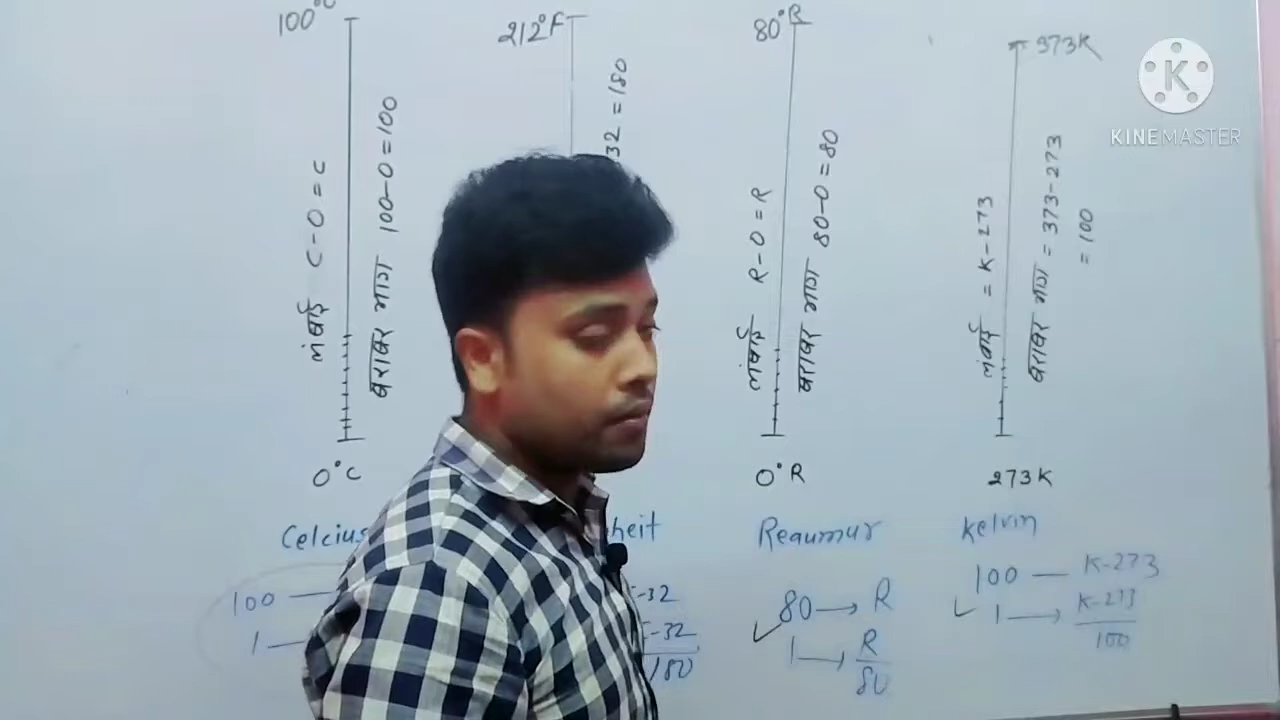 100°C
212°F
80°R
373K
KINEMASTER
लंबाई C-0=C
बराबर भाग 100-0=100
32 = 180
लंबाई R-0=R
बराबर भाग 80-0=80
लंबाई = K-273
बराबर भाग = 373-273
= 100
0°C
0°R
273K
Celcius
heit
Reaumur
Kelvin
100 —
1 —
-32
-32
180
80 → R
1 → R
80
100 — K-273
1 → K-273
100